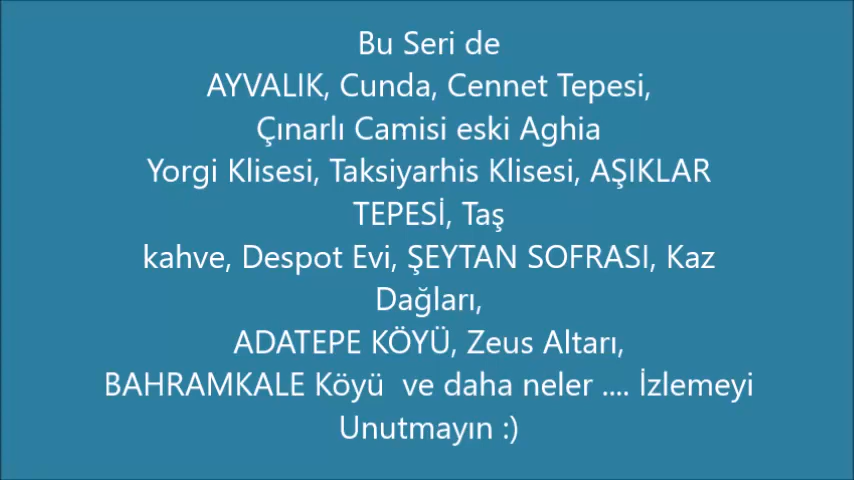 Bu Seri de
AYVALIK, Cunda, Cennet Tepesi,
Çınarlı Camisi eski Aghia
Yorgi Klisesi, Taksiyarhis Klisesi, AŞIKLAR
TEPESİ, Taş
kahve, Despot Evi, ŞEYTAN SOFRASI, Kaz
Dağları,
ADATEPE KÖYÜ, Zeus Altarı,
BAHRAMKALE Köyü  ve daha neler .... İzlemeyi
Unutmayın :)